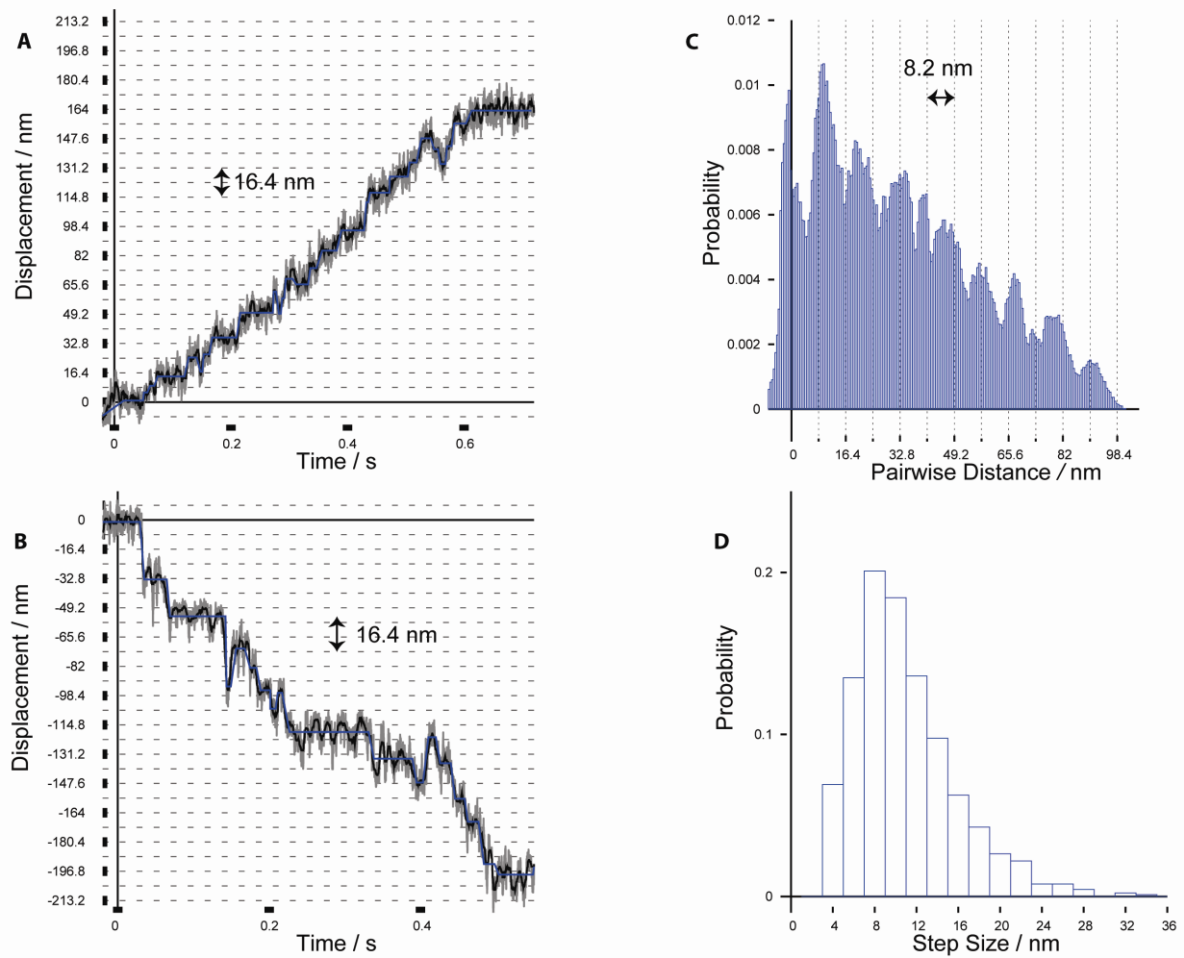 A
Displacement / nm
213.2
196.8
180.4
164
147.6
131.2
114.8
98.4
82
65.6
49.2
32.8
16.4
0
16.4 nm
0 0.2 0.4 0.6
Time / s
B
Displacement / nm
0
-16.4
-32.8
-49.2
-65.6
-82
-98.4
-114.8
-131.2
-147.6
-164
-180.4
-196.8
-213.2
16.4 nm
0 0.2 0.4
Time / s
C
Probability
0.012
0.01
0.008
0.006
0.004
0.002
0
8.2 nm
0 16.4 32.8 49.2 65.6 82 98.4
Pairwise Distance / nm
D
Probability
0.2
0.1
0
0 4 8 12 16 20 24 28 32 36
Step Size / nm